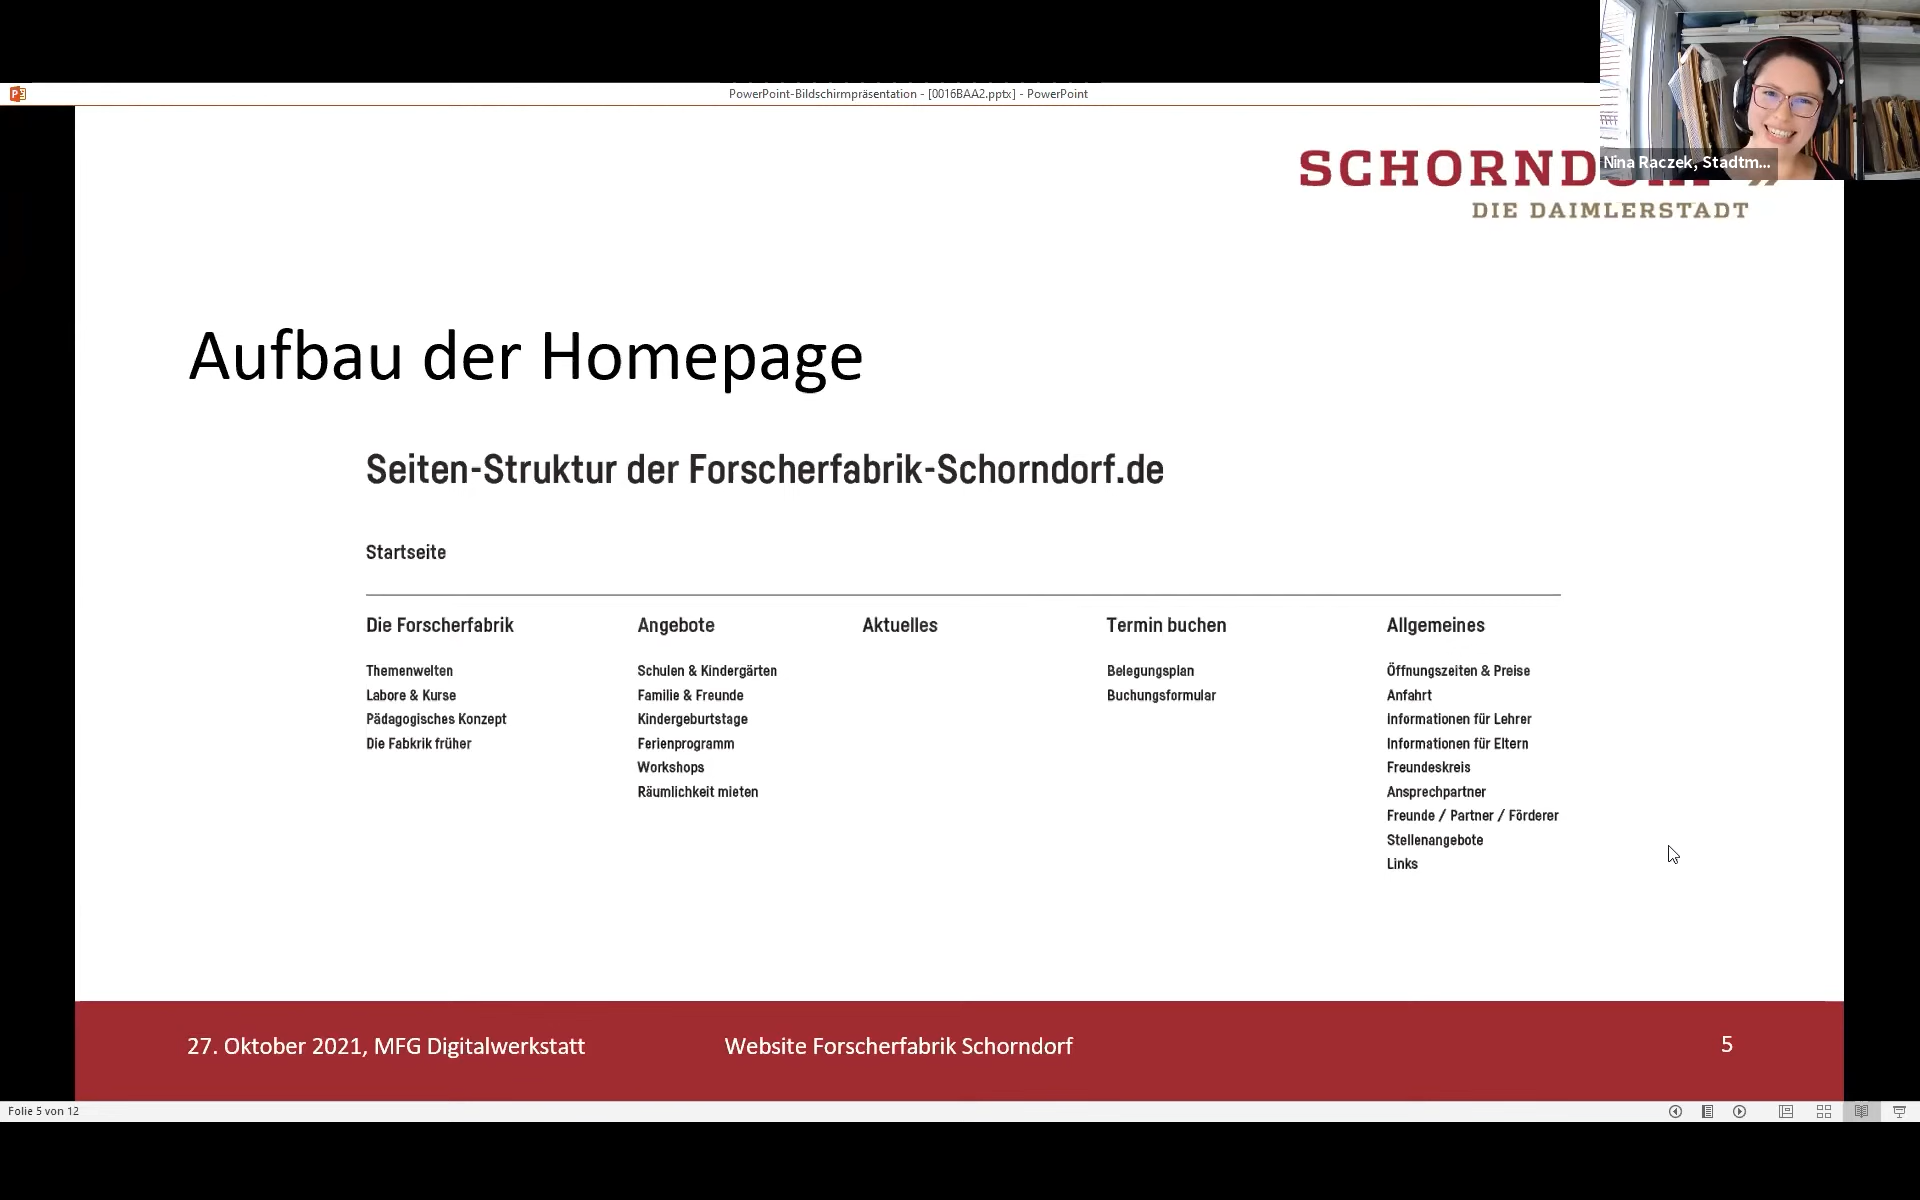 PowerPoint-Bildschirmpräsentation - [0016BAA2.pptx] - PowerPoint
Nina Raczek, Stadtm...
DIE DAIMLERSTADT
Aufbau der Homepage
Seiten-Struktur der Forscherfabrik-Schorndorf.de
Startseite
Die Forscherfabrik
Themenwelten
Labore & Kurse
Pädagogisches Konzept
Die Fabkrik früher
Angebote
Schulen & Kindergärten
Familie & Freunde
Kindergeburtstage
Ferienprogramm
Workshops
Räumlichkeit mieten
Aktuelles
Termin buchen
Belegungsplan
Buchungsformular
Allgemeines
Öffnungszeiten & Preise
Anfahrt
Informationen für Lehrer
Informationen für Eltern
Freundeskreis
Ansprechpartner
Freunde / Partner / Förderer
Stellenangebote
Links
27. Oktober 2021, MFG Digitalwerkstatt
Website Forscherfabrik Schorndorf
5
Folie 5 von 12